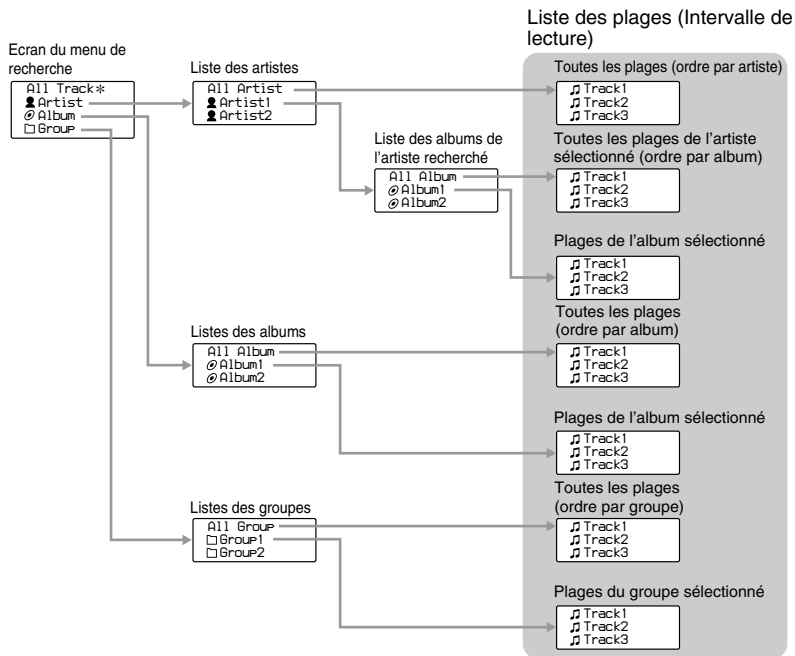 Liste des plages (Intervalle de
lecture)
Ecran du menu de
recherche
All Track*
Artist
Album
Group
Liste des artistes
All Artist
Artist1
Artist2
Toutes les plages (ordre par artiste)
Track1
Track2
Track3
Liste des albums de
l'artiste recherché
All Album
Album1
Album2
Toutes les plages de l'artiste
sélectionné (ordre par album)
Track1
Track2
Track3
Plages de l'album sélectionné
Track1
Track2
Track3
Listes des albums
All Album
Album1
Album2
Toutes les plages
(ordre par album)
Track1
Track2
Track3
Plages de l'album sélectionné
Track1
Track2
Track3
Listes des groupes
All Group
Group1
Group2
Toutes les plages
(ordre par groupe)
Track1
Track2
Track3
Plages du groupe sélectionné
Track1
Track2
Track3